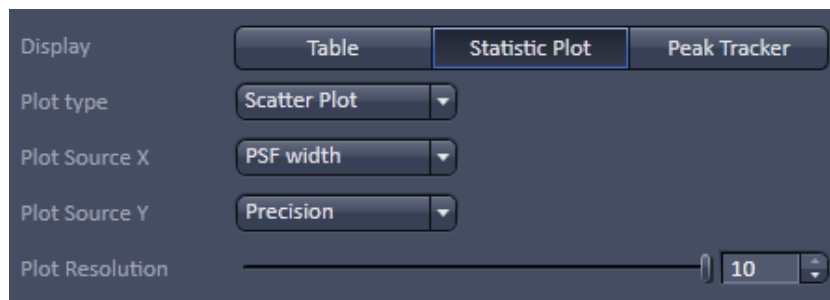 Display Table Statistic Plot Peak Tracker
Plot type Scatter Plot
Plot Source X PSF width
Plot Source Y Precision
Plot Resolution 10